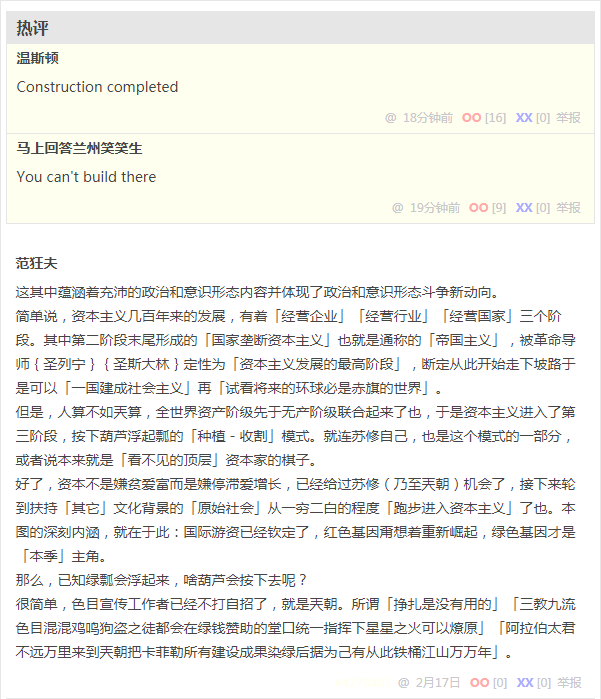 热评
温斯顿
Construction completed
@ 18分钟前 OO [16] XX [0] 举报
马上回答兰州笑笑生
You can't build there
@ 19分钟前 OO [9] XX [0] 举报
范狂夫
这其中蕴涵着充沛的政治和意识形态内容并体现了政治和意识形态斗争新动向。
简单说，资本主义几百年来的发展，有着「经营企业」「经营行业」「经营国家」三个阶
段。其中第二阶段末尾形成的「国家垄断资本主义」也就是通称的「帝国主义」，被革命导
师｛圣列宁｝｛圣斯大林｝定性为「资本主义发展的最高阶段」，断定从此开始走下坡路于
是可以「一国建成社会主义」再「试看将来的环球必是赤旗的世界」。
但是，人算不如天算，全世界资产阶级先于无产阶级联合起来了也，于是资本主义进入了第
三阶段，按下葫芦浮起瓢的「种植－收割」模式。就连苏修自己，也是这个模式的一部分，
或者说本来就是「看不见的顶层」资本家的棋子。
好了，资本不是嫌贫爱富而是嫌停滞爱增长，已经给过苏修（乃至天朝）机会了，接下来轮
到扶持「其它」文化背景的「原始社会」从一穷二白的程度「跑步进入资本主义」了也。本
图的深刻内涵，就在于此：国际游资已经钦定了，红色基因甭想着重新崛起，绿色基因才是
「本季」主角。
那么，已知绿瓢会浮起来，啥葫芦会按下去呢？
很简单，色目宣传工作者已经不打自招了，就是天朝。所谓「挣扎是没有用的」「三教九流
色目混混鸡鸣狗盗之徒都会在绿钱赞助的堂口统一指挥下星星之火可以燎原」「阿拉伯太君
不远万里来到天朝把卡菲勒所有建设成果染绿后据为己有从此铁桶江山万万年」。
@ 2月17日 OO [0] XX [0] 举报